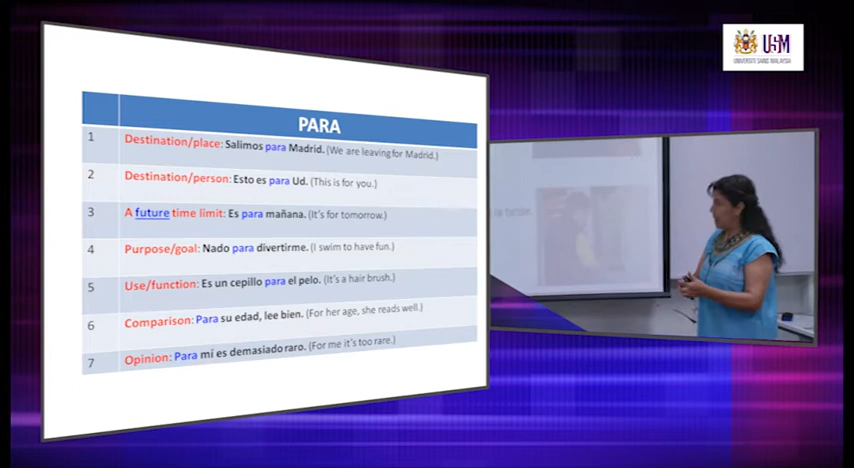 USM
UNIVERSITI SAINS MALAYSIA
PARA
1 Destination/place: Salimos para Madrid. (We are leaving for Madrid.)
2 Destination/person: Esto es para Ud. (This is for you.)
3 A future time limit: Es para mañana. (It's for tomorrow.)
4 Purpose/goal: Nado para divertirme. (I swim to have fun.)
5 Use/function: Es un cepillo para el pelo. (It's a hair brush.)
6 Comparison: Para su edad, lee bien. (For her age, she reads well.)
7 Opinion: Para mí es demasiado raro. (For me it's too rare.)